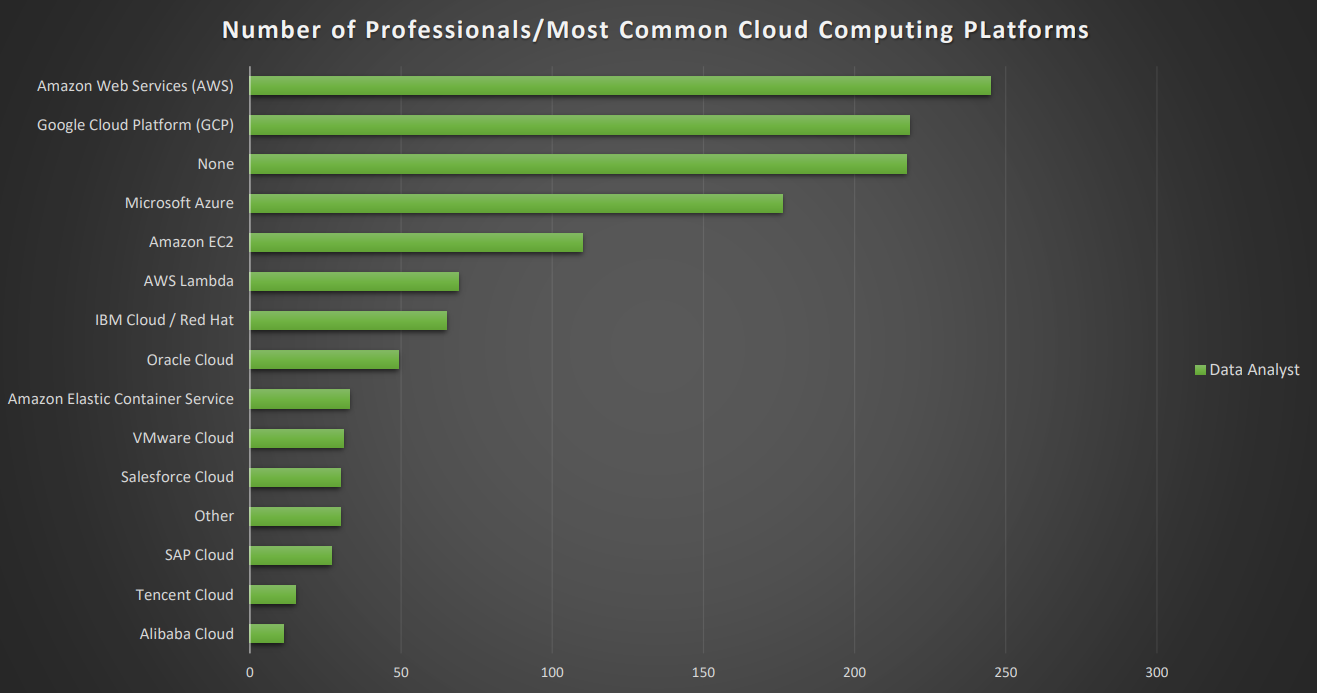 Number of Professionals/Most Common Cloud Computing PLatforms
Amazon Web Services (AWS)
Google Cloud Platform (GCP)
None
Microsoft Azure
Amazon EC2
AWS Lambda
IBM Cloud / Red Hat
Oracle Cloud
Amazon Elastic Container Service
VMware Cloud
Salesforce Cloud
Other
SAP Cloud
Tencent Cloud
Alibaba Cloud
0 50 100 150 200 250 300
Data Analyst